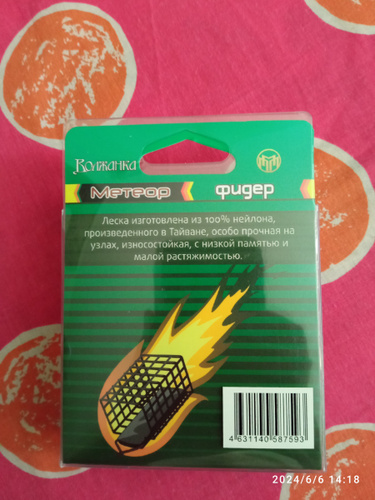 Волжанка
Метеор фидер
Леска изготовлена из 100% нейлона,
произведенного в Тайване, особо прочная на
узлах, износостойкая, с низкой памятью и
малой растяжимостью.
4 631140 587593
2024/6/6 14:18